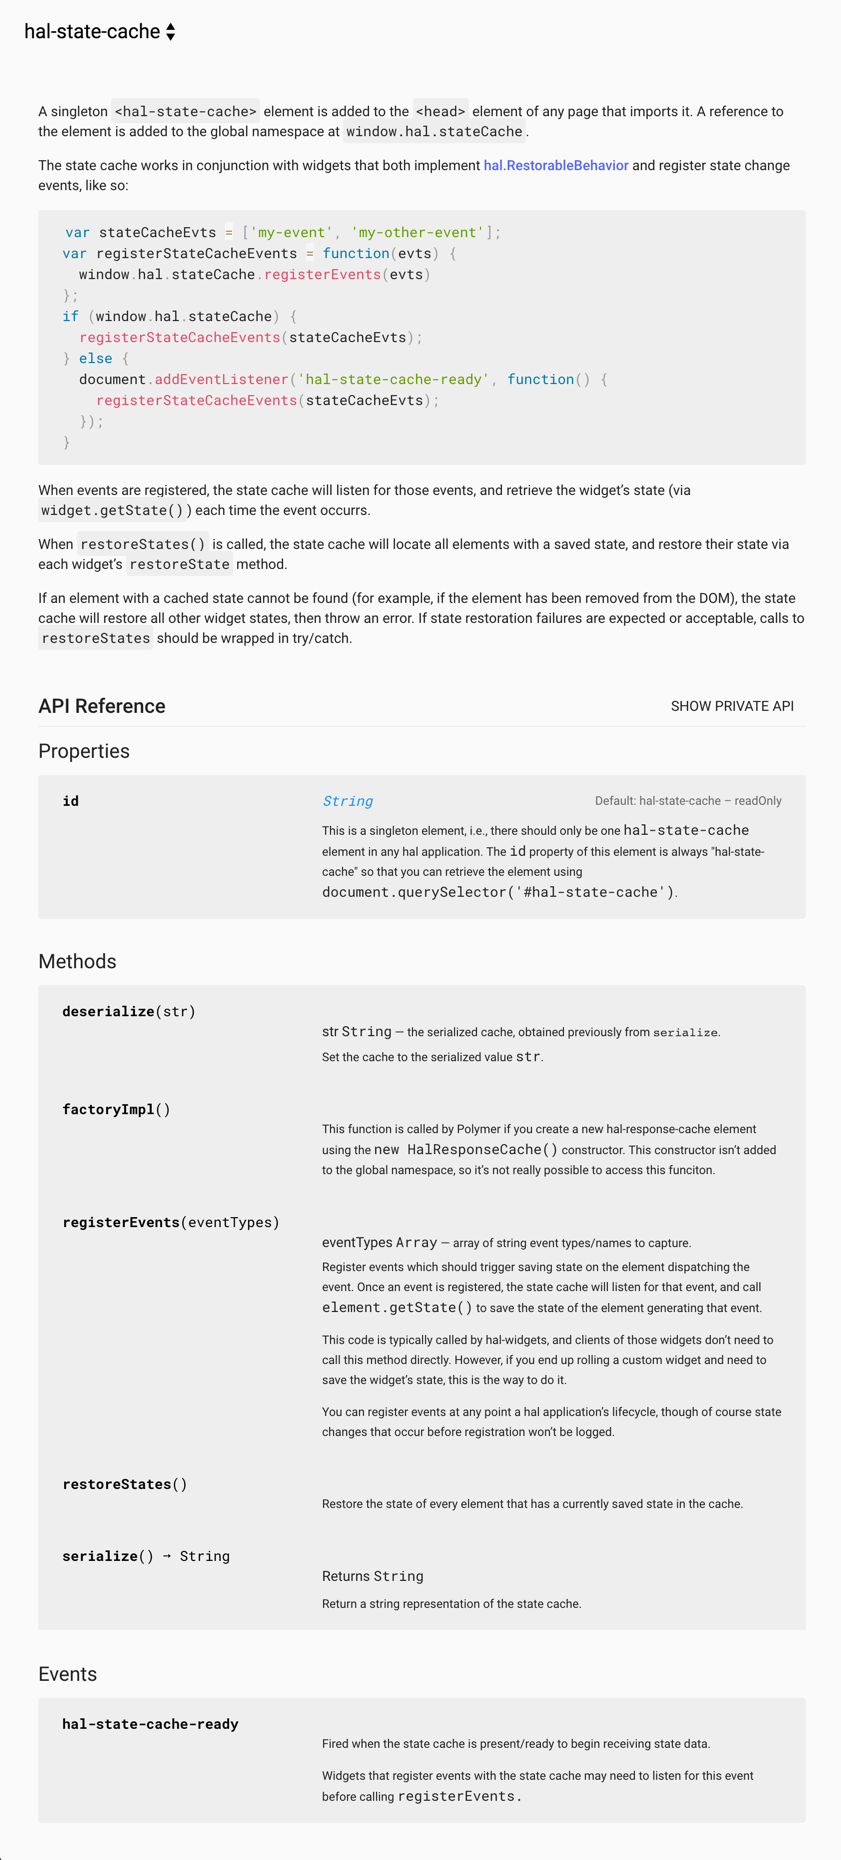 hal-state-cache
A singleton <hal-state-cache> element is added to the <head> element of any page that imports it. A reference to
the element is added to the global namespace at window.hal.stateCache.
The state cache works in conjunction with widgets that both implement hal.RestorableBehavior and register state change
events, like so:
var stateCacheEvts = ['my-event', 'my-other-event'];
var registerStateCacheEvents = function(evts) {
window.hal.stateCache.registerEvents(evts)
};
if (window.hal.stateCache) {
registerStateCacheEvents(stateCacheEvts);
} else {
document.addEventListener('hal-state-cache-ready', function() {
registerStateCacheEvents(stateCacheEvts);
});
}
When events are registered, the state cache will listen for those events, and retrieve the widget's state (via
widget.getState()) each time the event occurrs.
When restoreStates() is called, the state cache will locate all elements with a saved state, and restore their state via
each widget's restoreState method.
If an element with a cached state cannot be found (for example, if the element has been removed from the DOM), the state
cache will restore all other widget states, then throw an error. If state restoration failures are expected or acceptable, calls to
restoreStates should be wrapped in try/catch.
API Reference SHOW PRIVATE API
Properties
id String Default: hal-state-cache – readOnly
This is a singleton element, i.e., there should only be one hal-state-cache
element in any hal application. The id property of this element is always "hal-state-
cache" so that you can retrieve the element using
document.querySelector('#hal-state-cache').
Methods
deserialize(str)
str String — the serialized cache, obtained previously from serialize.
Set the cache to the serialized value str.
factoryImpl()
This function is called by Polymer if you create a new hal-response-cache element
using the new HalResponseCache() constructor. This constructor isn't added
to the global namespace, so it's not really possible to access this funciton.
registerEvents(eventTypes)
eventTypes Array — array of string event types/names to capture.
Register events which should trigger saving state on the element dispatching the
event. Once an event is registered, the state cache will listen for that event, and call
element.getState() to save the state of the element generating that event.
This code is typically called by hal-widgets, and clients of those widgets don't need to
call this method directly. However, if you end up rolling a custom widget and need to
save the widget's state, this is the way to do it.
You can register events at any point a hal application's lifecycle, though of course state
changes that occur before registration won't be logged.
restoreStates()
Restore the state of every element that has a currently saved state in the cache.
serialize() → String
Returns String
Return a string representation of the state cache.
Events
hal-state-cache-ready
Fired when the state cache is present/ready to begin receiving state data.
Widgets that register events with the state cache may need to listen for this event
before calling registerEvents.